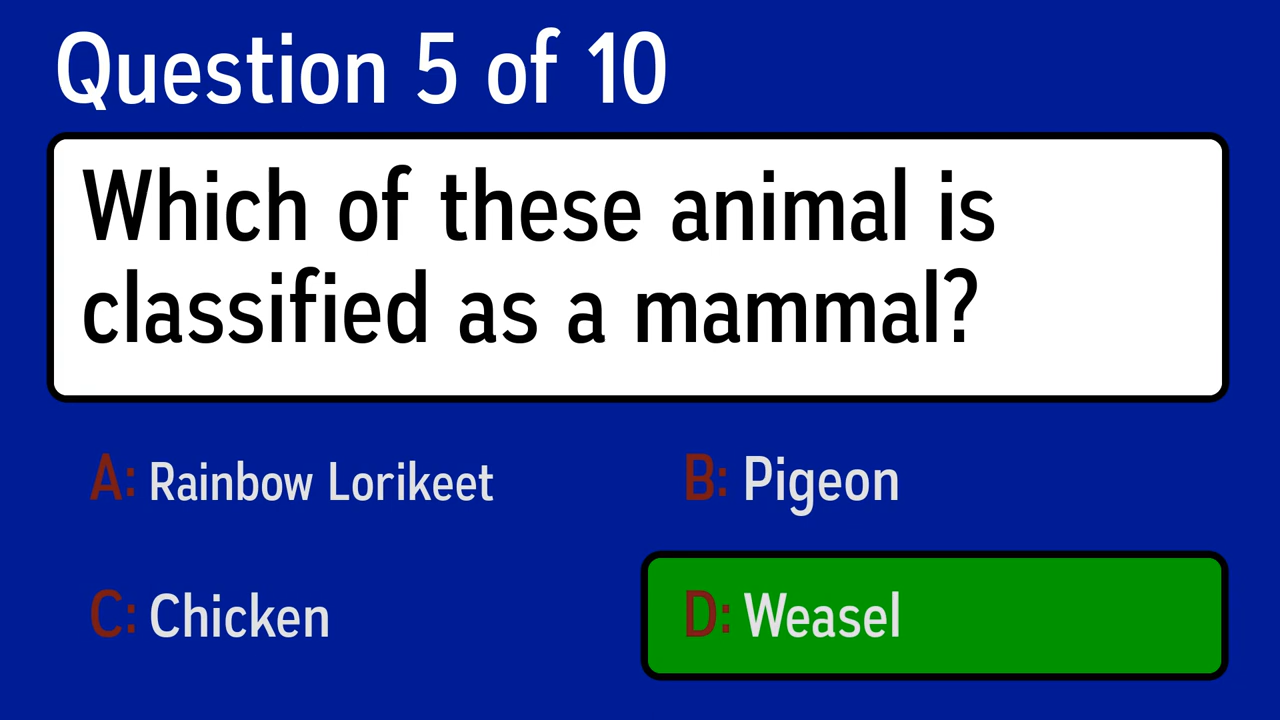 Question 5 of 10
Which of these animal is
classified as a mammal?
A: Rainbow Lorikeet
B: Pigeon
C: Chicken
D: Weasel